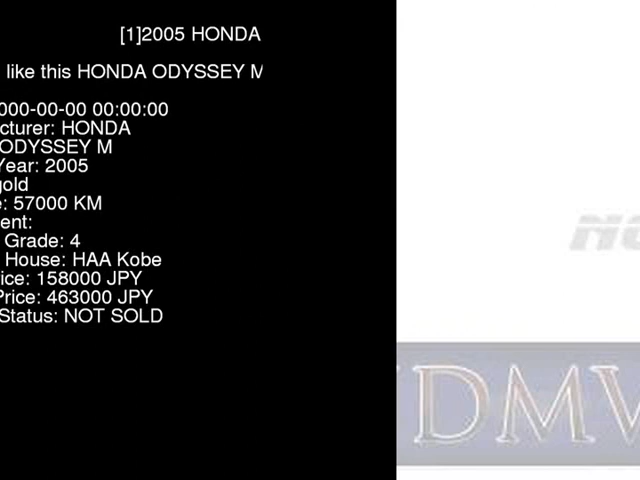 [1]2005 HONDA
like this HONDA ODYSSEY M
000-00-00 00:00:00
cturer: HONDA
ODYSSEY M
Year: 2005
gold
e: 57000 KM
ent:
Grade: 4
House: HAA Kobe
ice: 158000 JPY
Price: 463000 JPY
Status: NOT SOLD
DMV